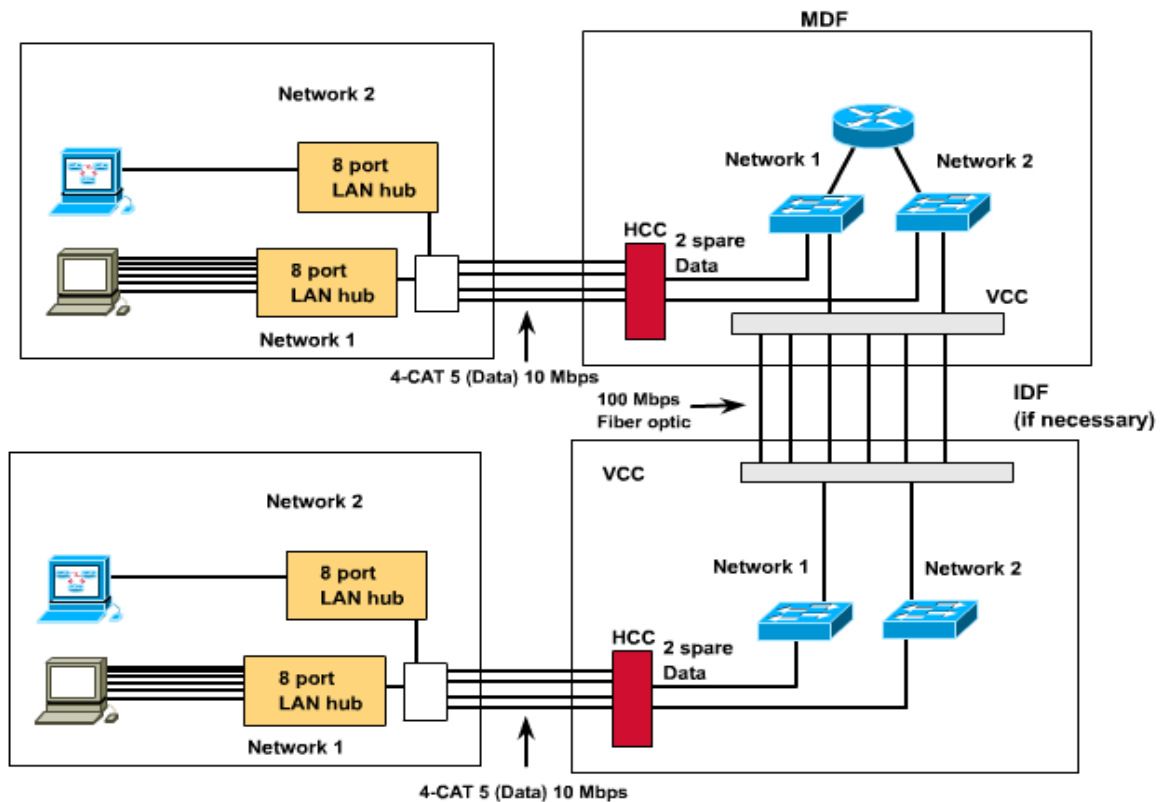 MDF
Network 2
8 port
LAN hub
8 port
LAN hub
Network 1
Network 1
Network 2
HCC
2 spare
Data
VCC
4-CAT 5 (Data) 10 Mbps
100 Mbps
Fiber optic
IDF
(if necessary)
VCC
Network 2
8 port
LAN hub
8 port
LAN hub
Network 1
Network 1
Network 2
HCC
2 spare
Data
4-CAT 5 (Data) 10 Mbps